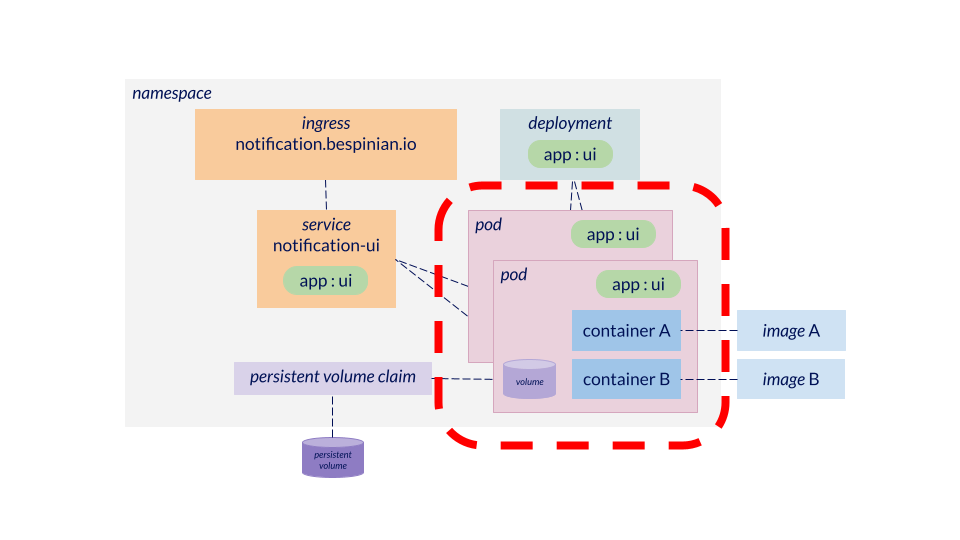 namespace
ingress
notification.bespinian.io
deployment
app : ui
service
notification-ui
app : ui
pod
app : ui
pod
app : ui
container A
image A
persistent volume claim
volume
container B
image B
persistent
volume